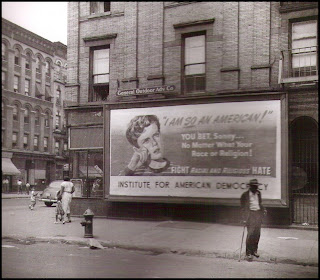 General Outdoor Adv. Co.
"I AM SO AN AMERICAN!"
YOU BET, Sonny...
No Matter What Your
Race or Religion!
FIGHT RACIAL AND RELIGIOUS HATE
INSTITUTE FOR AMERICAN DEMOCRACY